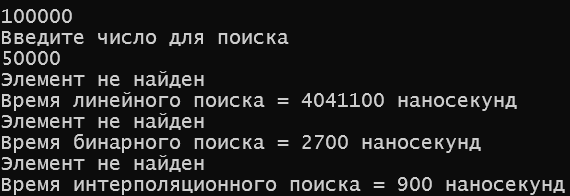 100000
Введите число для поиска
50000
Элемент не найден
Время линейного поиска = 4041100 наносекунд
Элемент не найден
Время бинарного поиска = 2700 наносекунд
Элемент не найден
Время интерполяционного поиска = 900 наносекунд